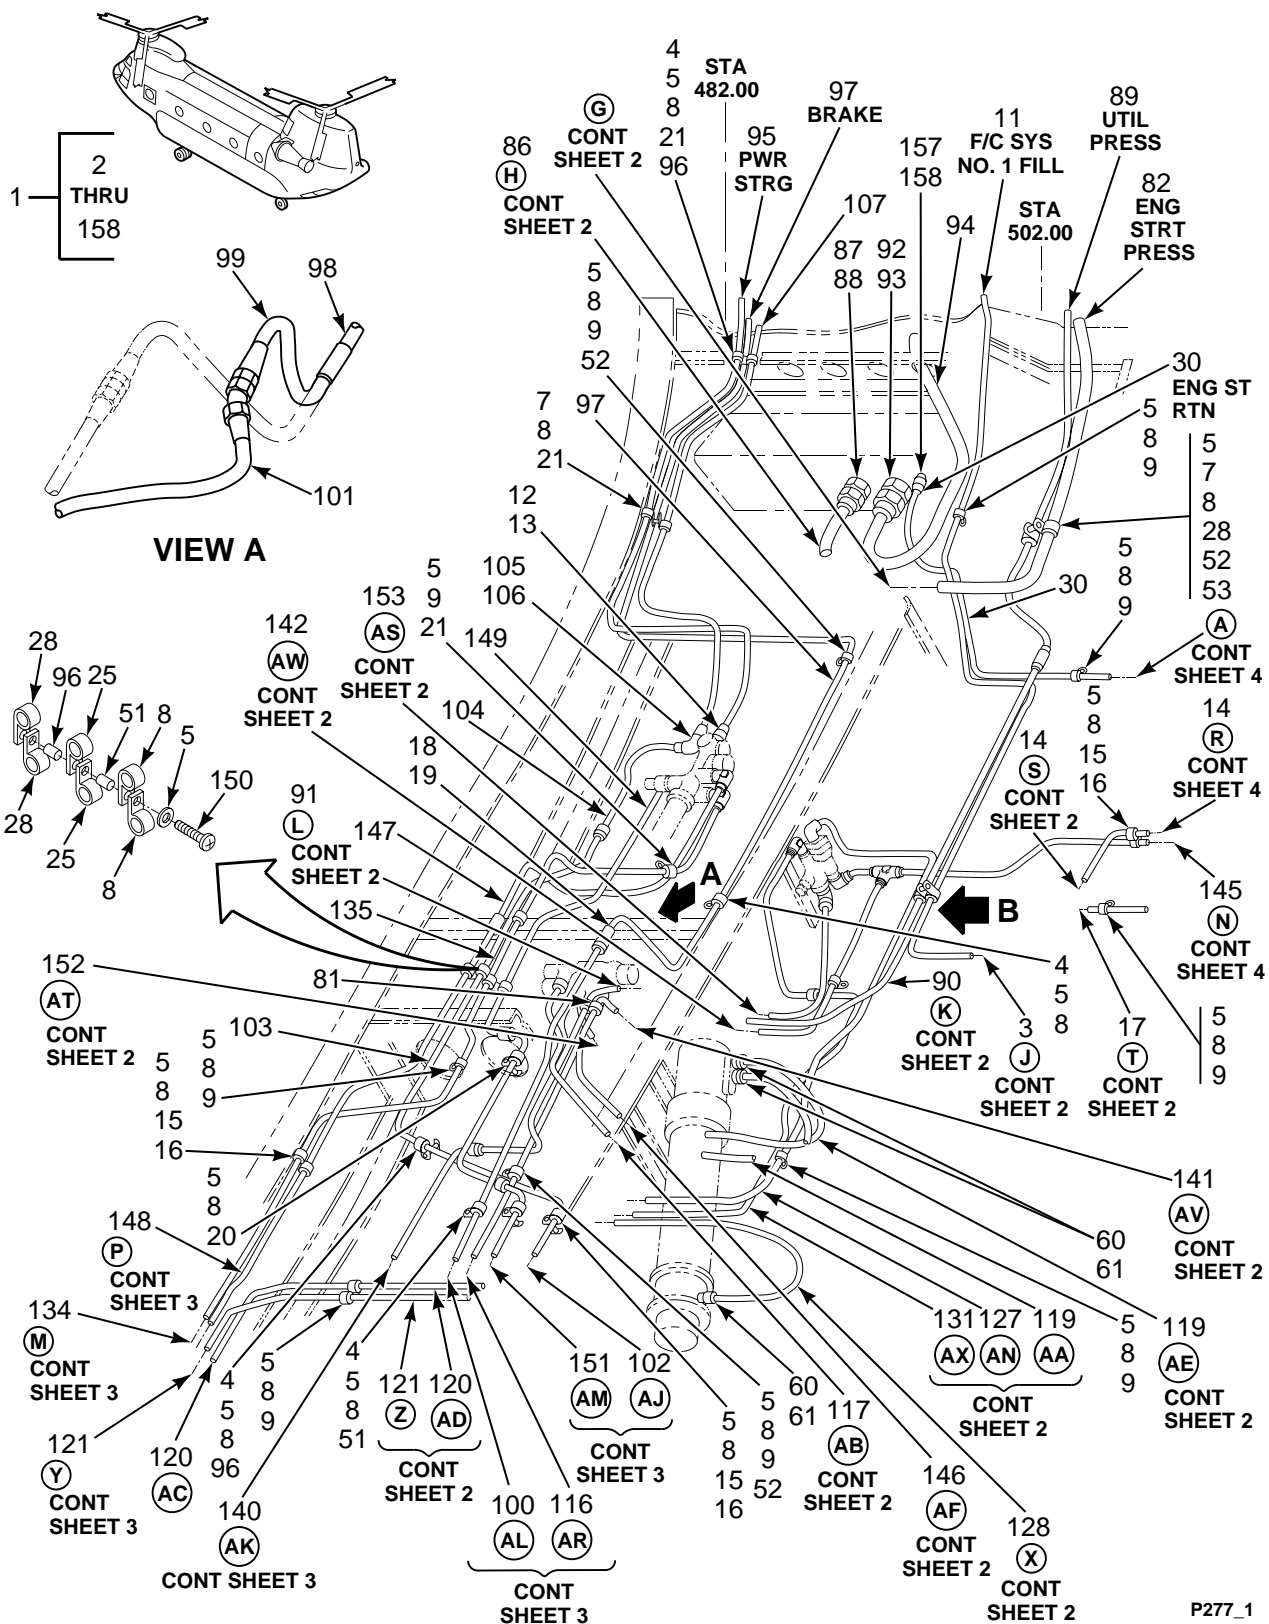 1
2
THRU
158
99
98
101
VIEW A
86
H
CONT
SHEET 2
G
CONT
SHEET 2
4
5
8
21
96
STA
482.00
95
PWR
STRG
97
BRAKE
107
157
158
11
F/C SYS
NO. 1 FILL
94
STA
502.00
89
UTIL
PRESS
82
ENG
STRT
PRESS
87
88
92
93
5
8
9
52
97
7
8
21
12
13
30
ENG ST
RTN
5
8
9
5
7
8
28
52
53
A
CONT
SHEET 4
5
8
9
30
105
106
5
9
21
149
153
AS
CONT
SHEET 2
142
AW
CONT
SHEET 2
104
18
19
91
L
CONT
SHEET 2
147
135
28
96
25
51
8
5
150
28
25
8
5
8
15
16
14
R
CONT
SHEET 4
14
S
CONT
SHEET 2
A
B
145
N
CONT
SHEET 4
152
AT
CONT
SHEET 2
81
103
5
8
9
5
8
15
16
5
8
20
90
K
CONT
SHEET 2
3
J
CONT
SHEET 2
4
5
8
17
T
CONT
SHEET 2
5
8
9
148
P
CONT
SHEET 3
134
M
CONT
SHEET 3
121
Y
CONT
SHEET 3
120
AC
4
5
8
96
5
8
9
140
AK
CONT SHEET 3
4
5
8
51
121
Z
120
AD
CONT
SHEET 2
100
AL
116
AR
CONT
SHEET 3
151
AM
102
AJ
CONT
SHEET 3
5
8
15
16
5
8
9
52
60
61
117
AB
CONT
SHEET 2
146
AF
CONT
SHEET 2
131
AX
127
AN
119
AA
CONT
SHEET 2
128
X
CONT
SHEET 2
5
8
9
119
AE
CONT
SHEET 2
60
61
141
AV
CONT
SHEET 2
P277_1